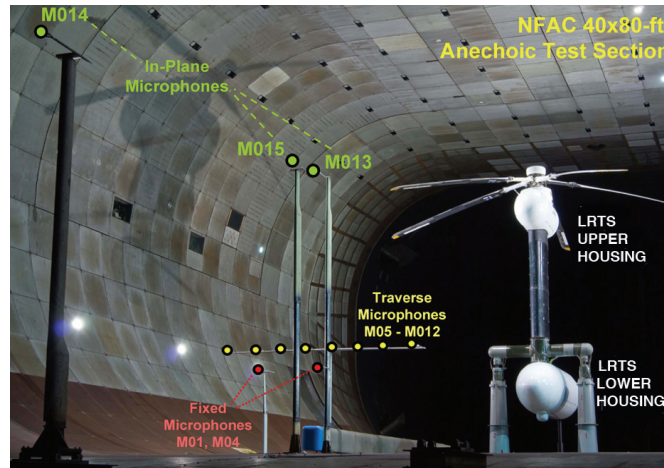 M014
NFAC 40x80-ft
Anechoic Test Section
In-Plane
Microphones
M015
M013
LRTS
UPPER
HOUSING
Traverse
Microphones
M05 - M012
LRTS
LOWER
HOUSING
Fixed
Microphones
M01, M04